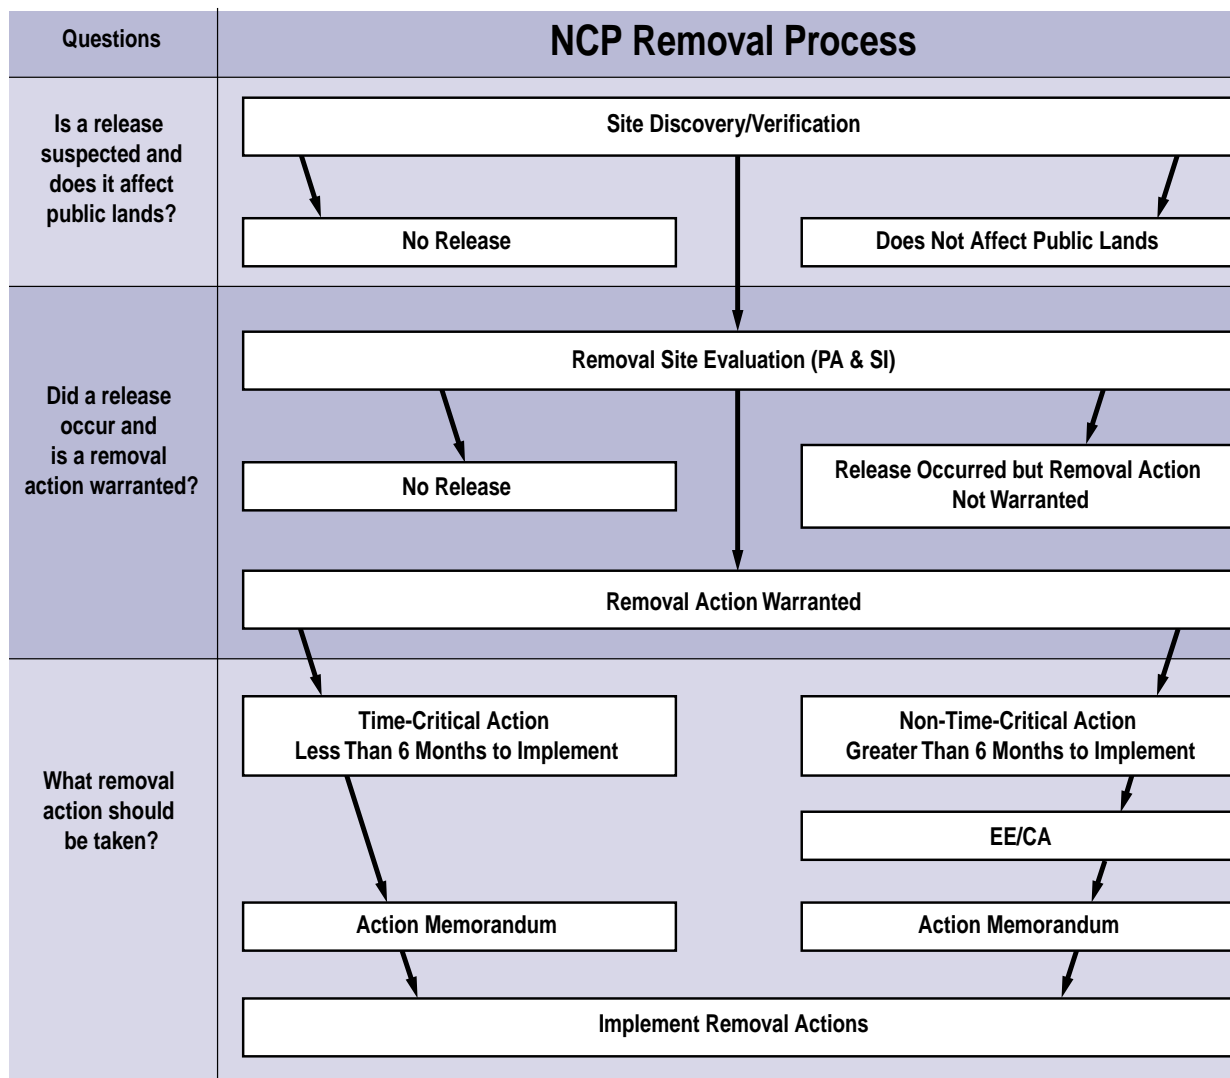 Questions
NCP Removal Process
Is a release
suspected and
does it affect
public lands?
Site Discovery/Verification
No Release
Does Not Affect Public Lands
Did a release
occur and
is a removal
action warranted?
Removal Site Evaluation (PA & SI)
No Release
Release Occurred but Removal Action
Not Warranted
Removal Action Warranted
What removal
action should
be taken?
Time-Critical Action
Less Than 6 Months to Implement
Non-Time-Critical Action
Greater Than 6 Months to Implement
EE/CA
Action Memorandum
Action Memorandum
Implement Removal Actions